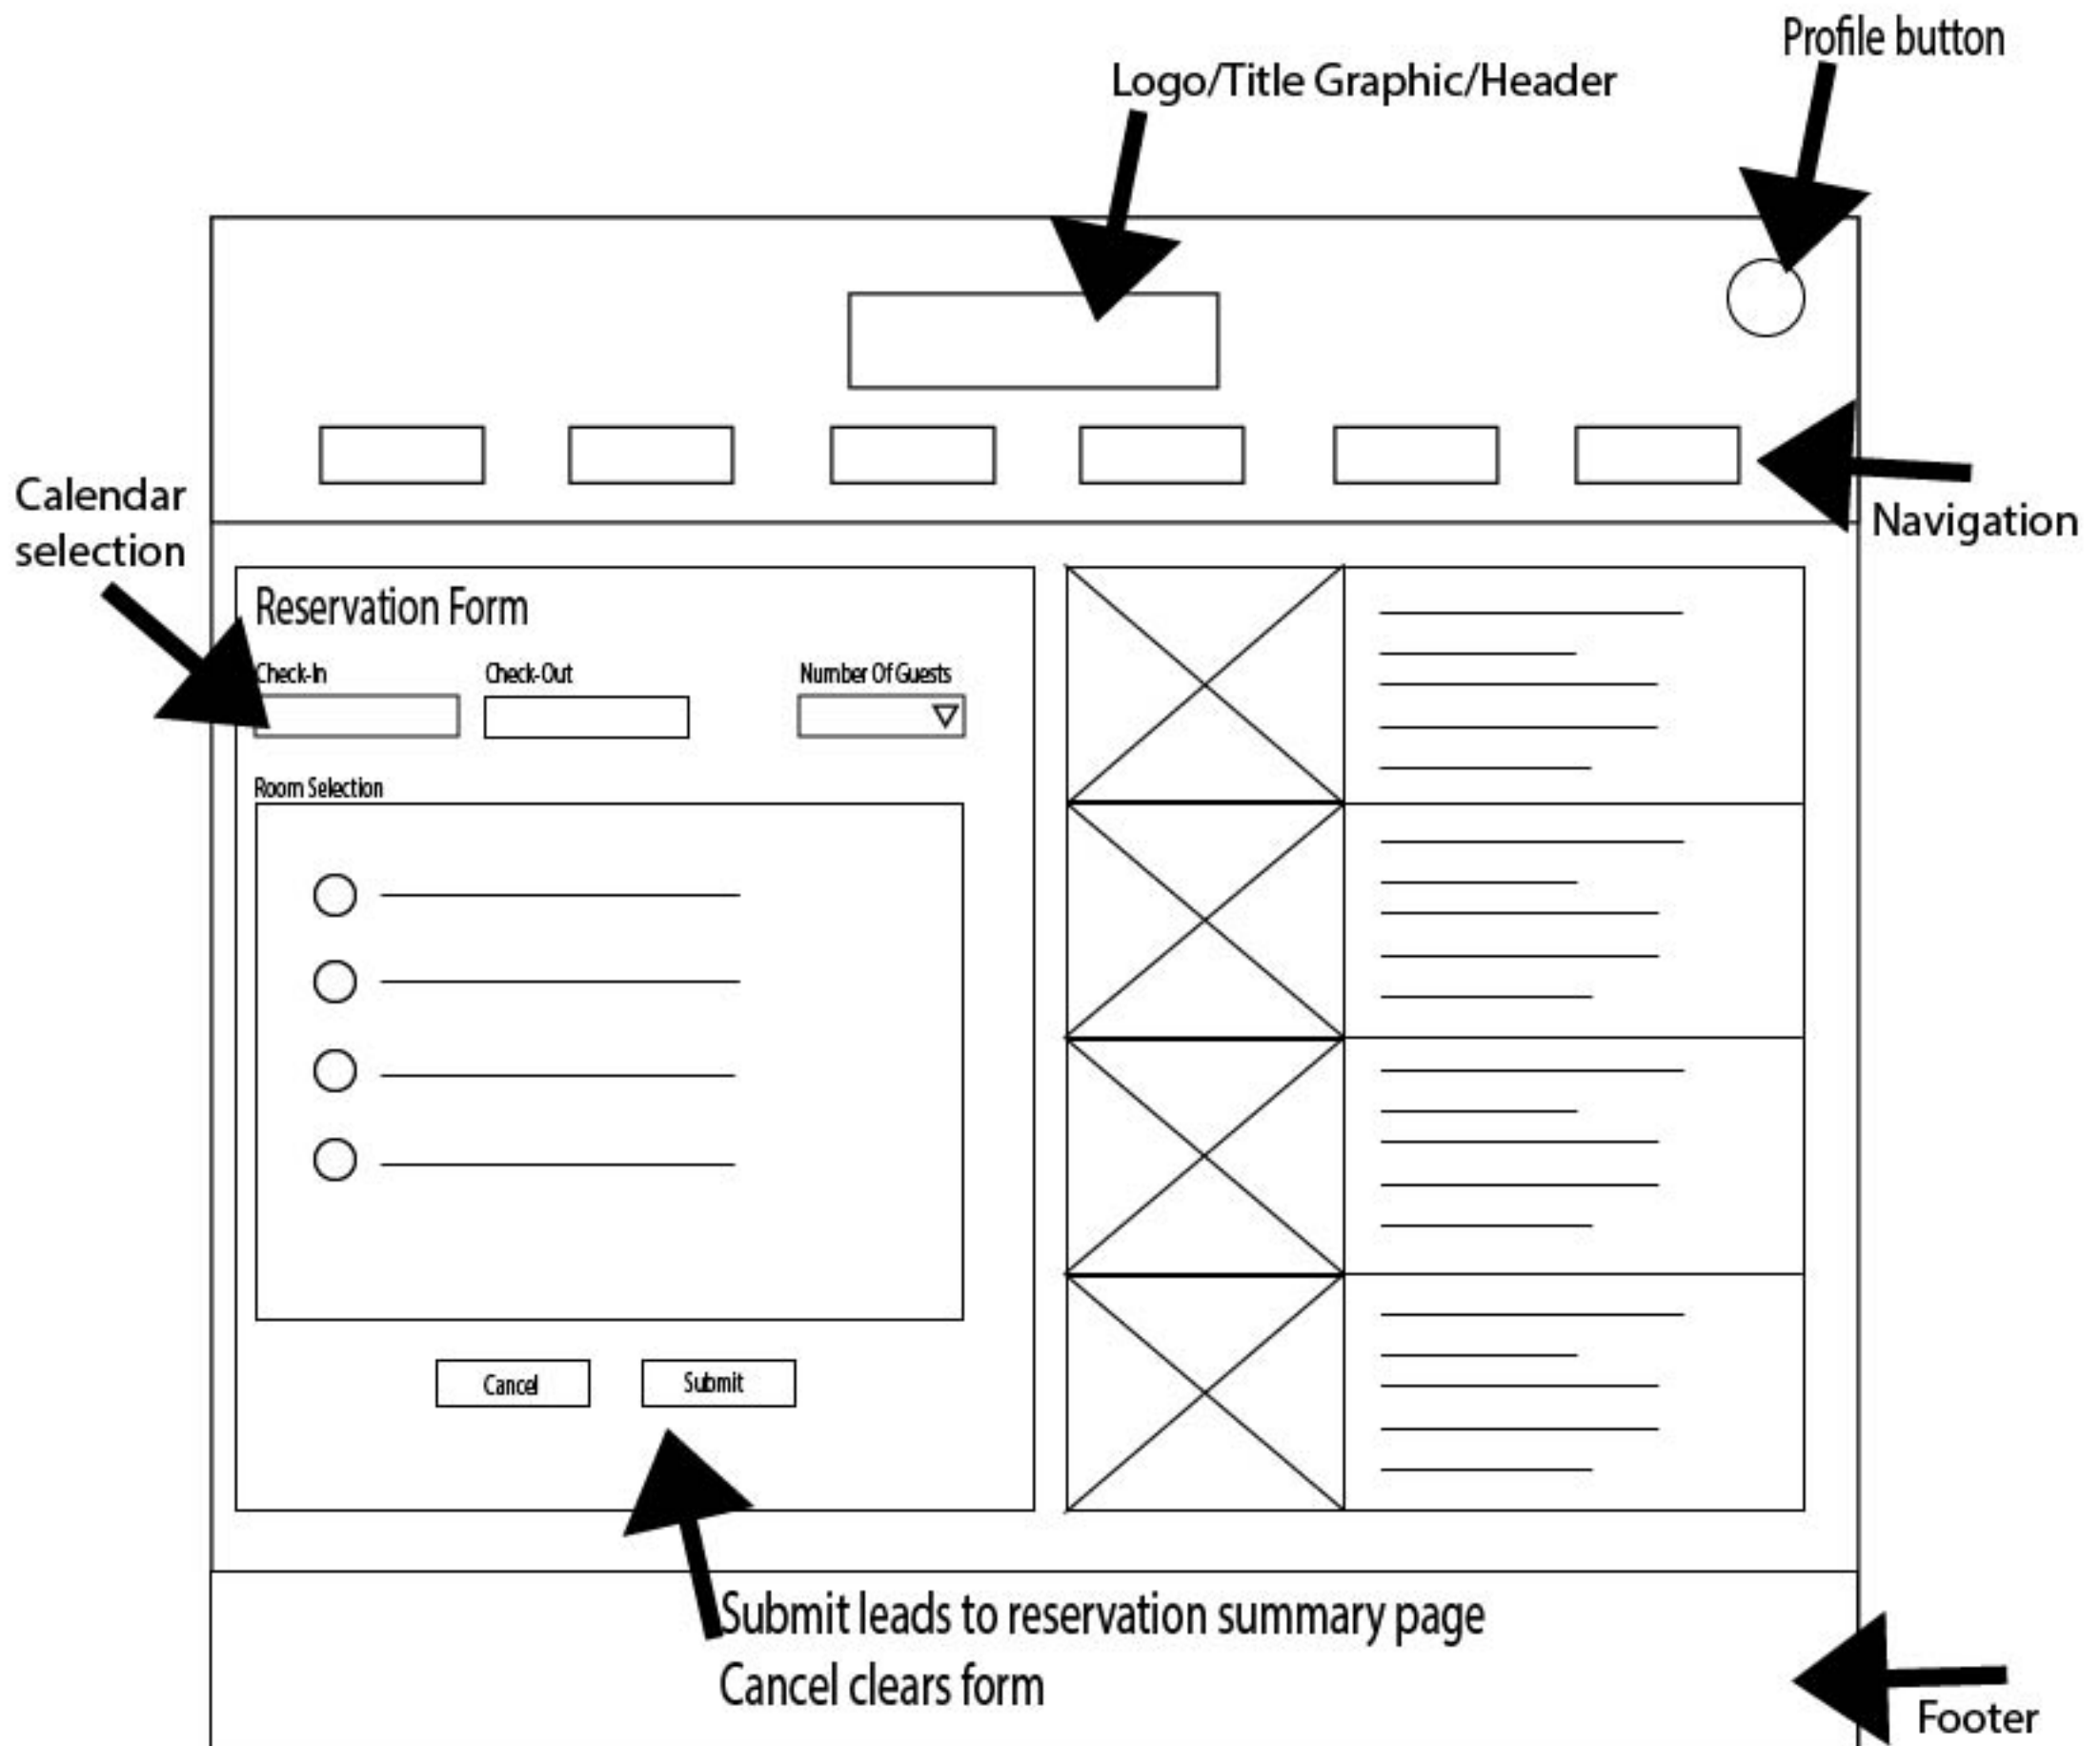 Profile button
Logo/Title Graphic/Header
Calendar
selection
Navigation
Reservation Form
Check-In
Check-Out
Number Of Guests
Room Selection
Cancel
Submit
Submit leads to reservation summary page
Cancel clears form
Footer